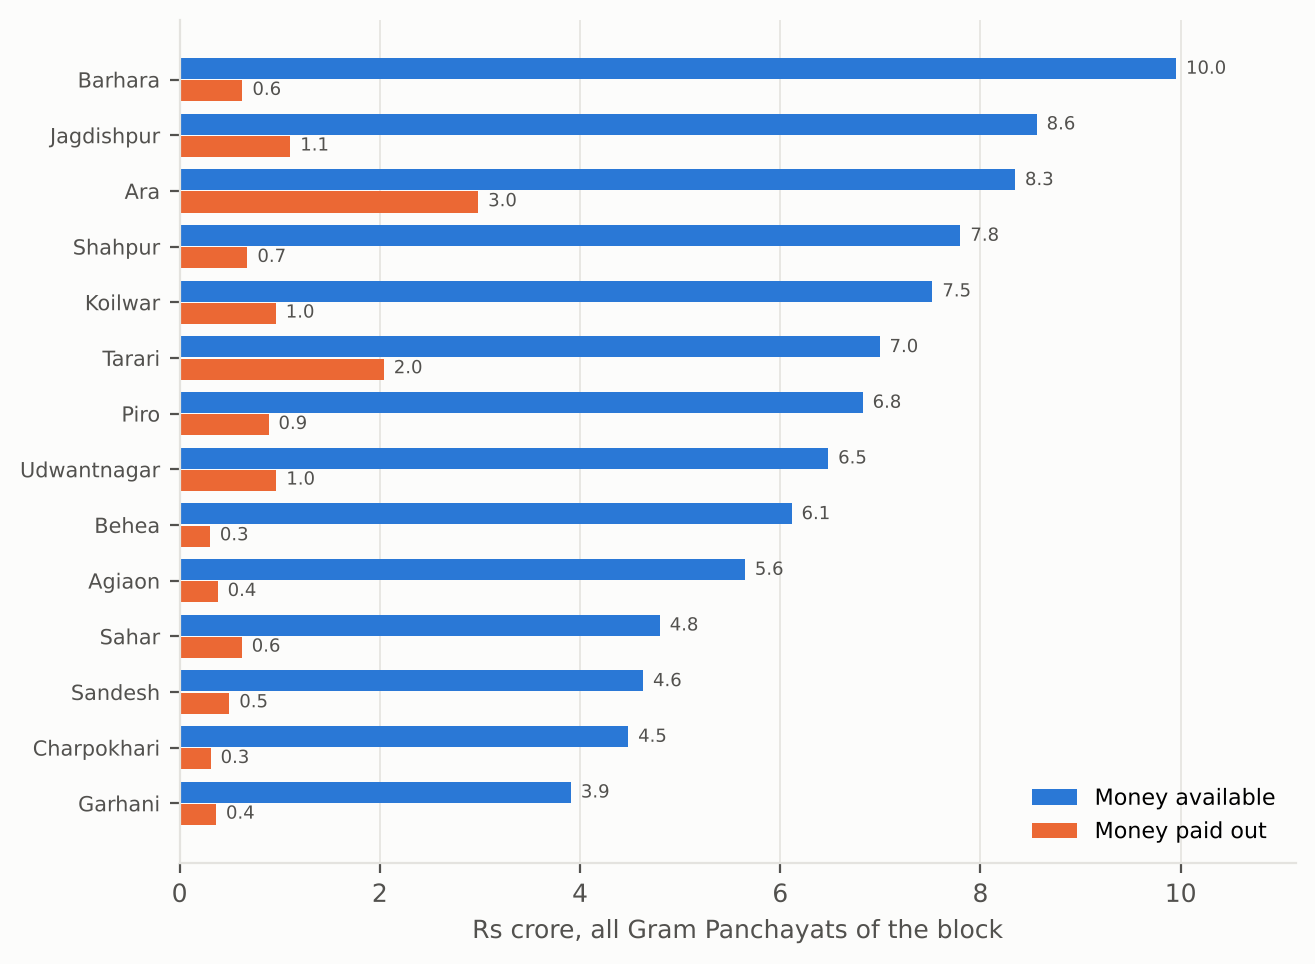 Barhara 10.0
0.6
Jagdishpur 8.6
1.1
Ara 8.3
3.0
Shahpur 7.8
0.7
Koilwar 7.5
1.0
Tarari 7.0
2.0
Piro 6.8
0.9
Udwantnagar 6.5
1.0
Behea 6.1
0.3
Agiaon 5.6
0.4
Sahar 4.8
0.6
Sandesh 4.6
0.5
Charpokhari 4.5
0.3
Garhani 3.9
0.4
Money available
Money paid out
0 2 4 6 8 10
Rs crore, all Gram Panchayats of the block